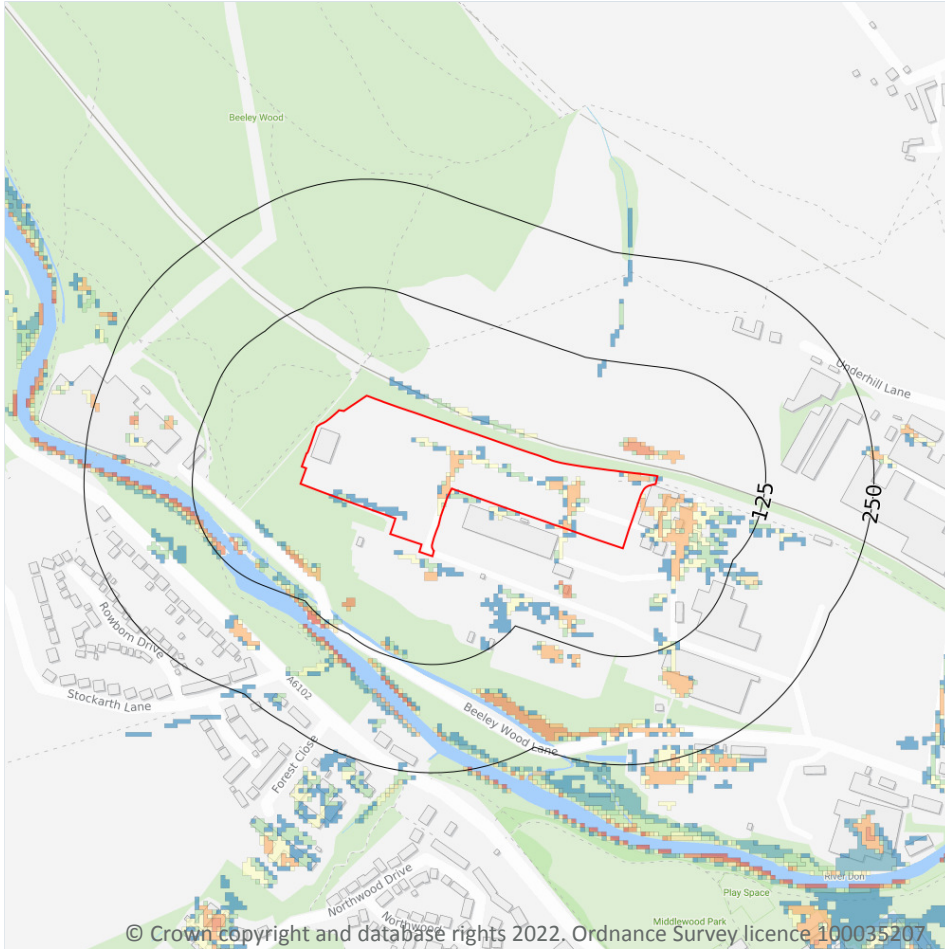 Beeley Wood
Underhill Lane
125
250
Rowborn Drive
Stockarth Lane
A6102
Beeley Wood Lane
Forest Close
River Don
Northwood Drive
Play Space
Northwood
Middlewood Park
© Crown copyright and database rights 2022. Ordnance Survey licence 100035207.